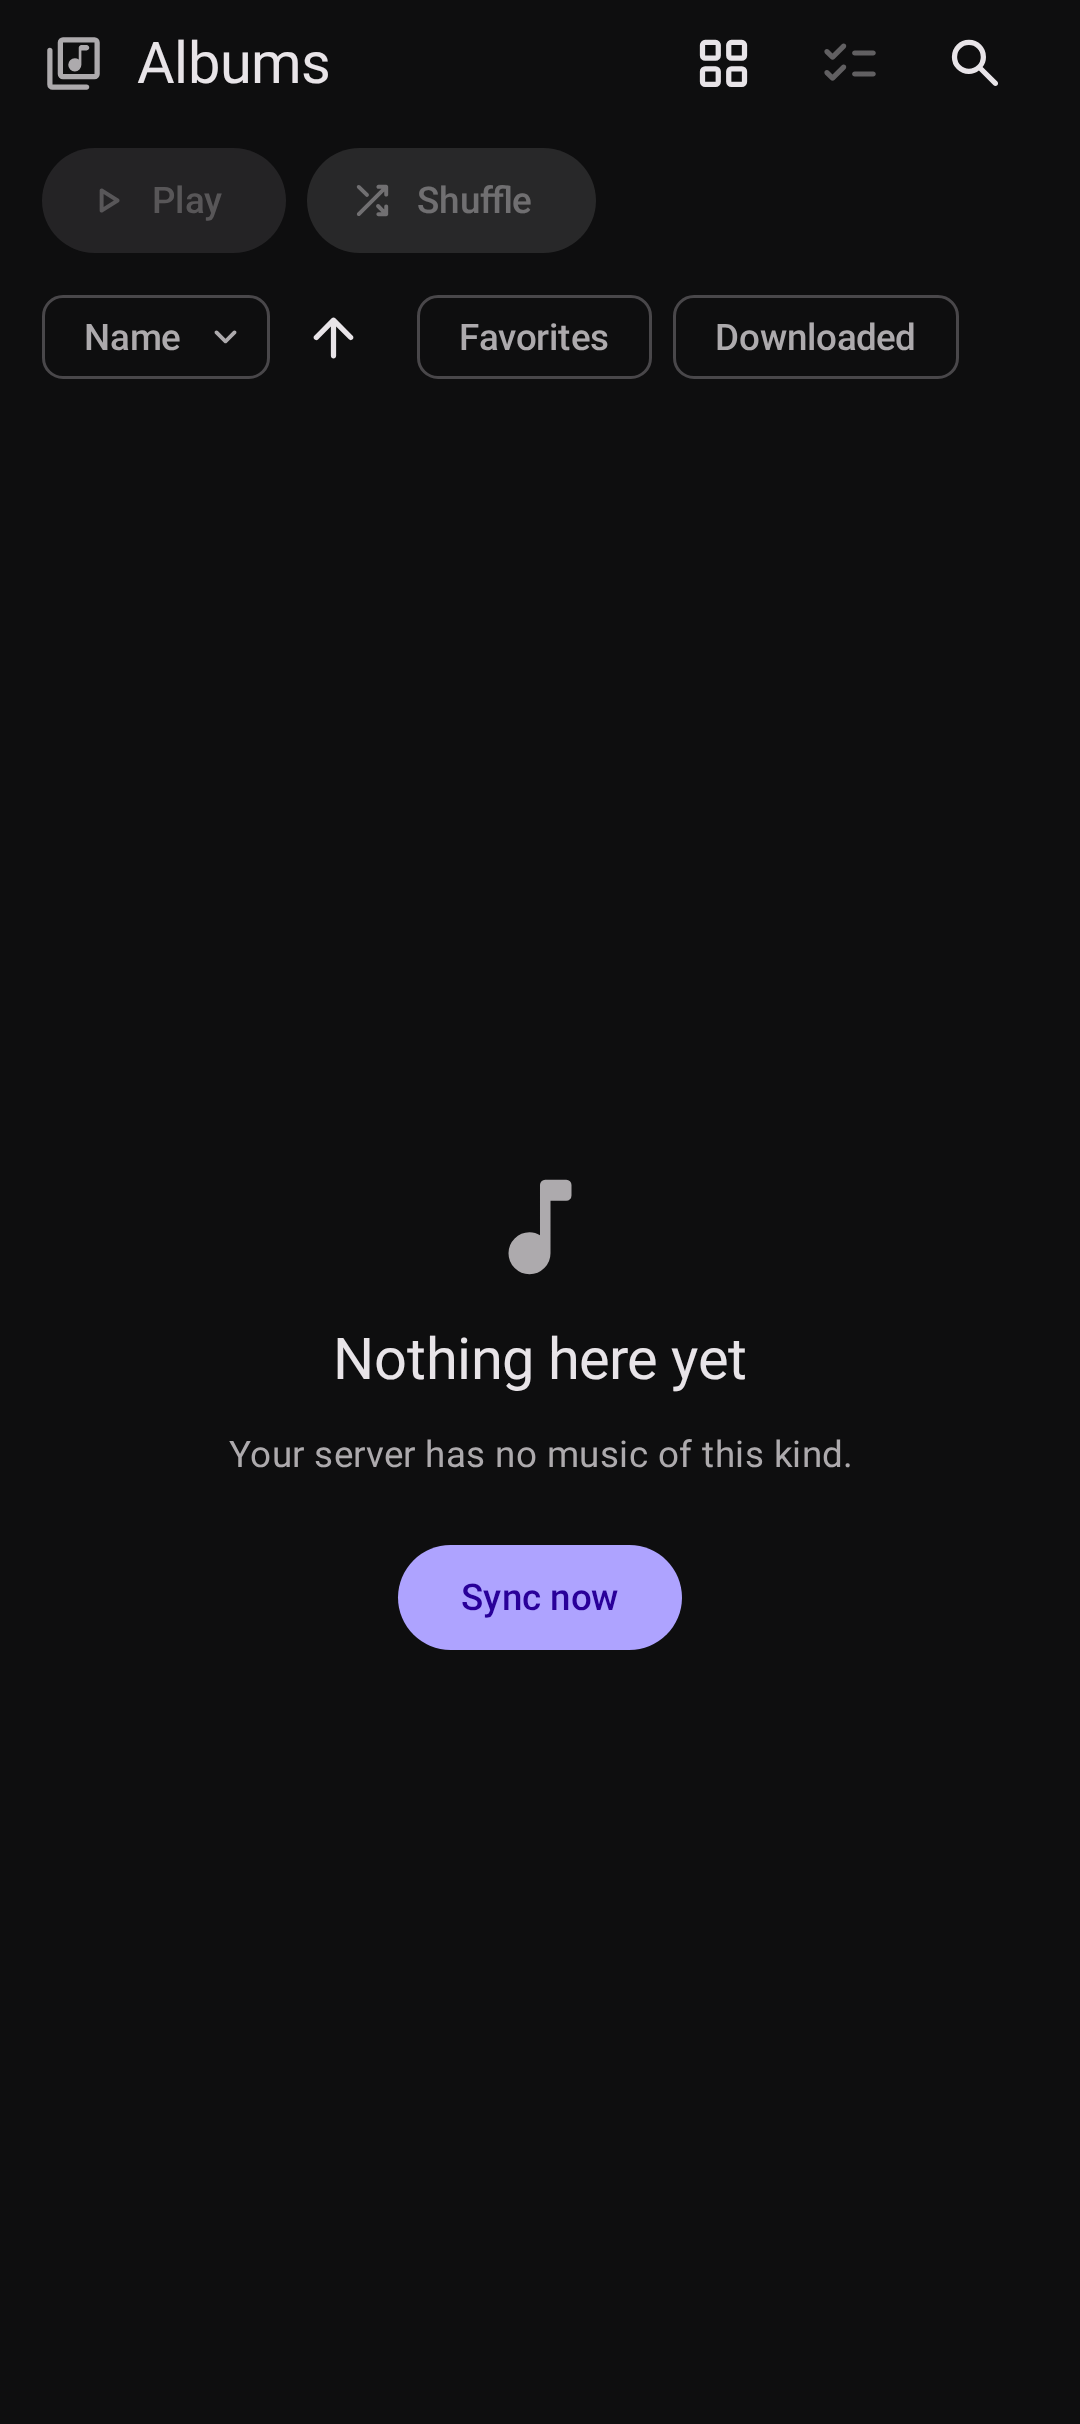 Albums
Play
Shuffle
Name
Favorites
Downloaded
Nothing here yet
Your server has no music of this kind.
Sync now